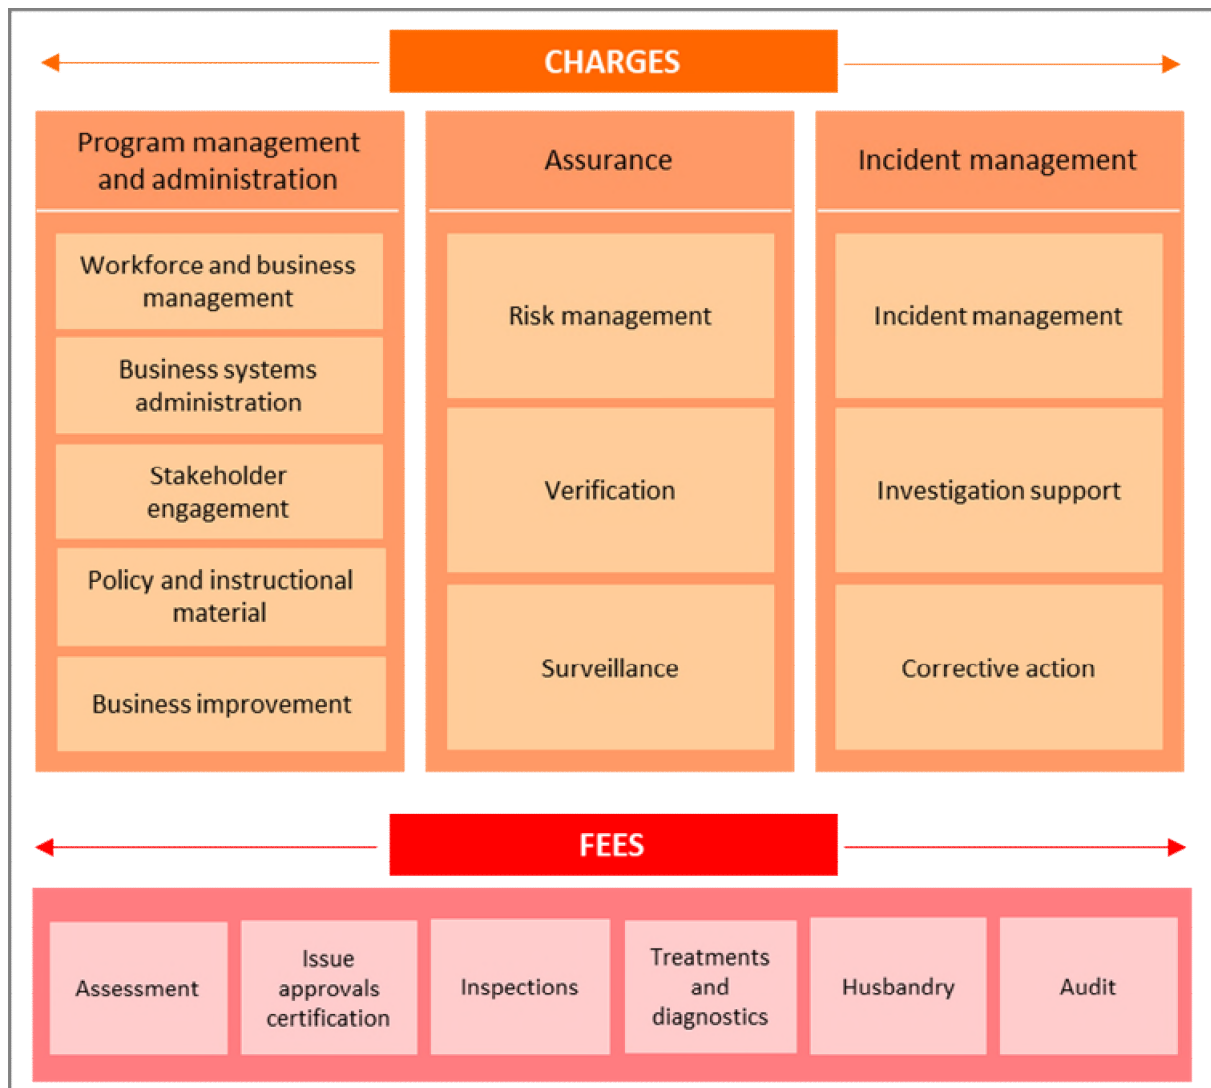 CHARGES
Program management
and administration
Workforce and business
management
Business systems
administration
Stakeholder
engagement
Policy and instructional
material
Business improvement
Assurance
Risk management
Verification
Surveillance
Incident management
Incident management
Investigation support
Corrective action
FEES
Assessment
Issue
approvals
certification
Inspections
Treatments
and
diagnostics
Husbandry
Audit